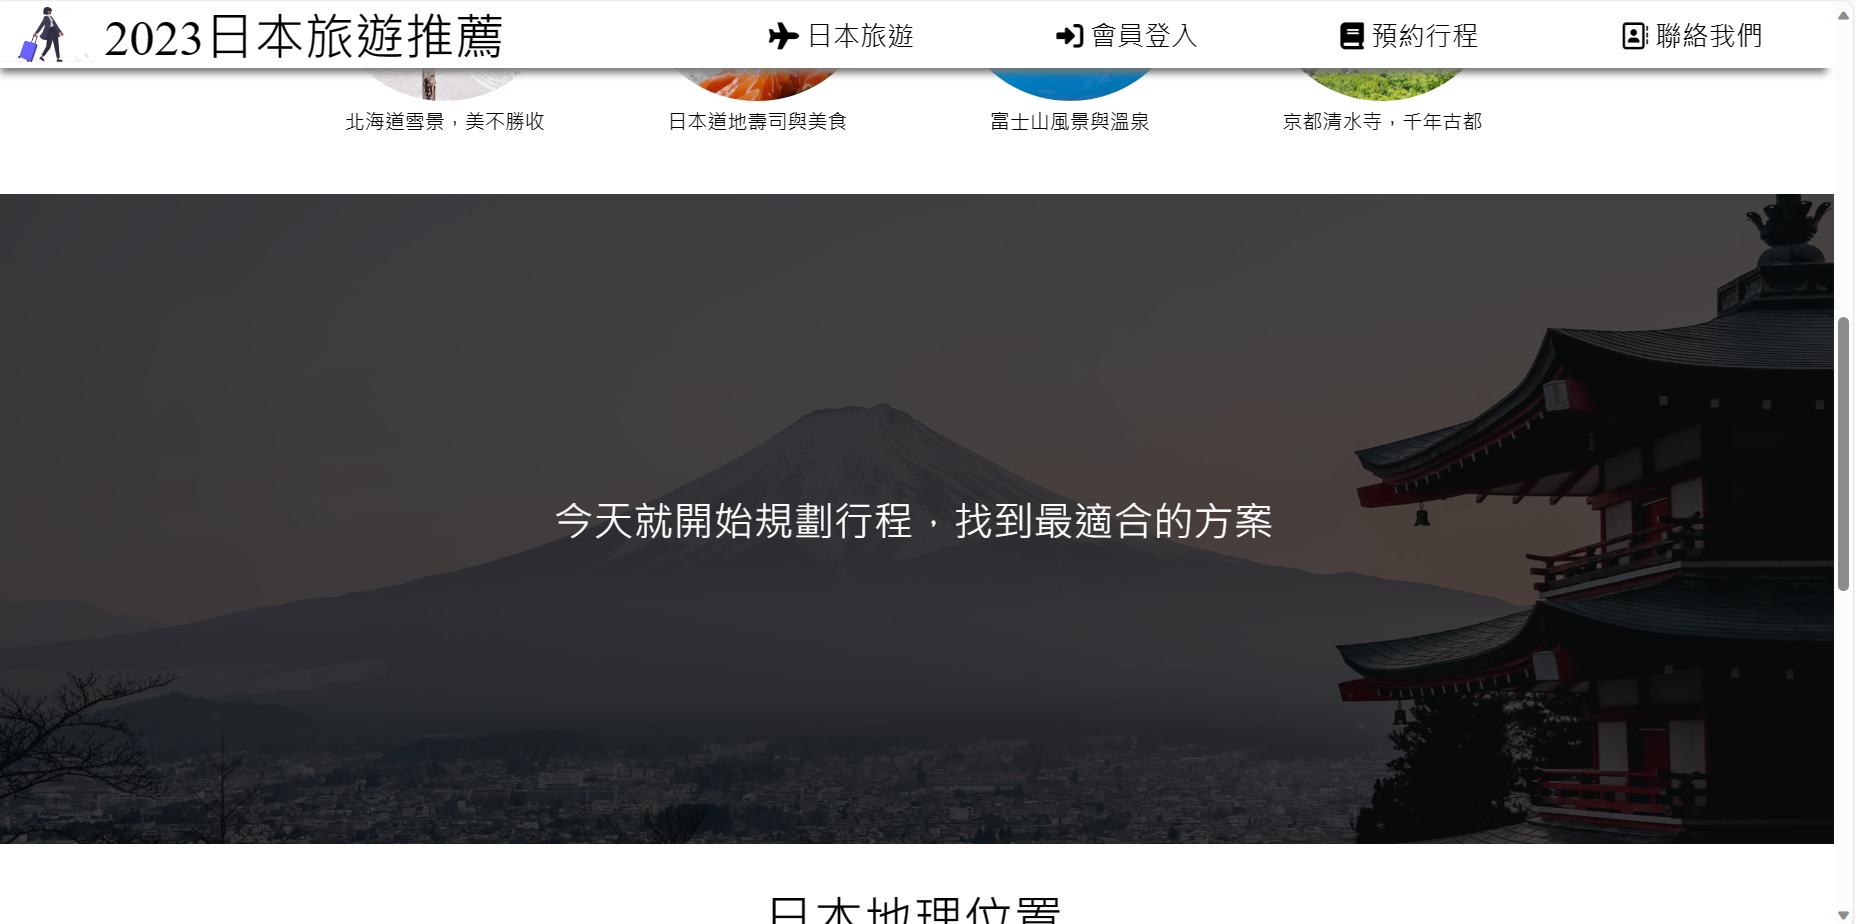 2023日本旅遊推薦
日本旅遊
會員登入
預約行程
聯絡我們
北海道雪景，美不勝收
日本道地壽司與美食
富士山風景與溫泉
京都清水寺，千年古都
今天就開始規劃行程，找到最適合的方案
日本地理位置